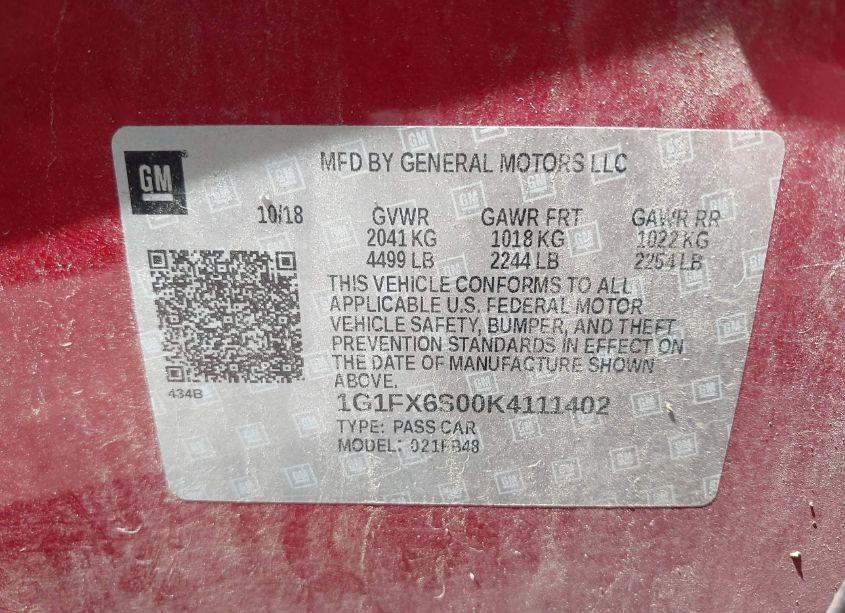 GM
MFD BY GENERAL MOTORS LLC
10/18 GVWR GAWR FRT GAWR RR
2041 KG 1018 KG 1022 KG
4499 LB 2244 LB 2254 LB
THIS VEHICLE CONFORMS TO ALL
APPLICABLE U.S. FEDERAL MOTOR
VEHICLE SAFETY, BUMPER, AND THEFT
PREVENTION STANDARDS IN EFFECT ON
THE DATE OF MANUFACTURE SHOWN
ABOVE.
434B
1G1FX6S00K4111402
TYPE: PASS CAR
MODEL: 021FB48